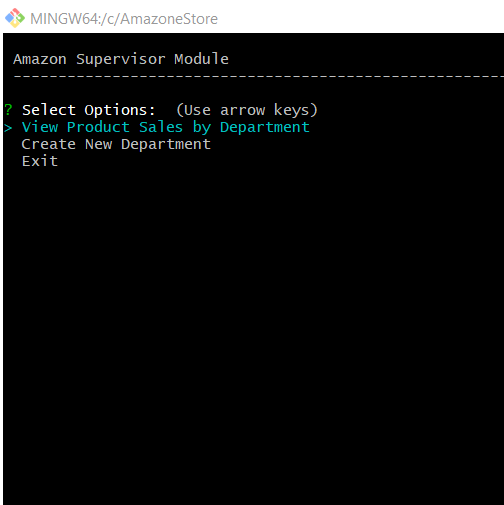 MINGW64:/c/AmazoneStore
Amazon Supervisor Module
-------------------------------------------------------
? Select Options:  (Use arrow keys)
> View Product Sales by Department
  Create New Department
  Exit